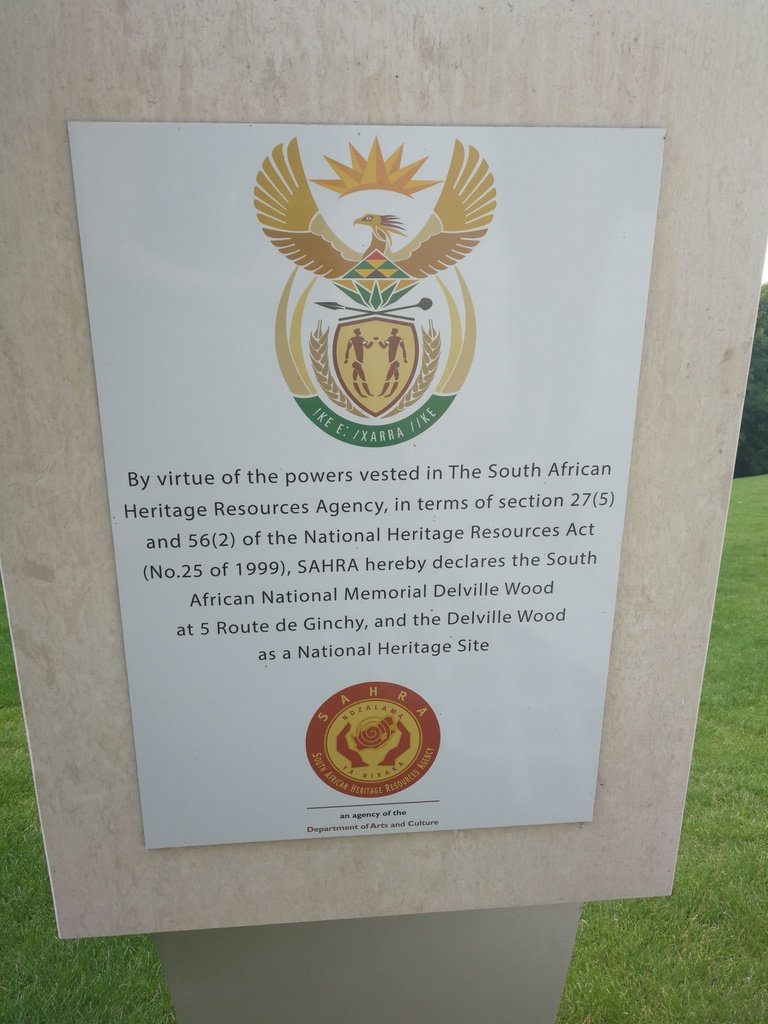 !KE E: /XARRA //KE
By virtue of the powers vested in The South African
Heritage Resources Agency, in terms of section 27(5)
and 56(2) of the National Heritage Resources Act
(No.25 of 1999), SAHRA hereby declares the South
African National Memorial Delville Wood
at 5 Route de Ginchy, and the Delville Wood
as a National Heritage Site
SAHRA
NDZALAMA
YA RIXAKA
SOUTH AFRICAN HERITAGE RESOURCES AGENCY
an agency of the
Department of Arts and Culture